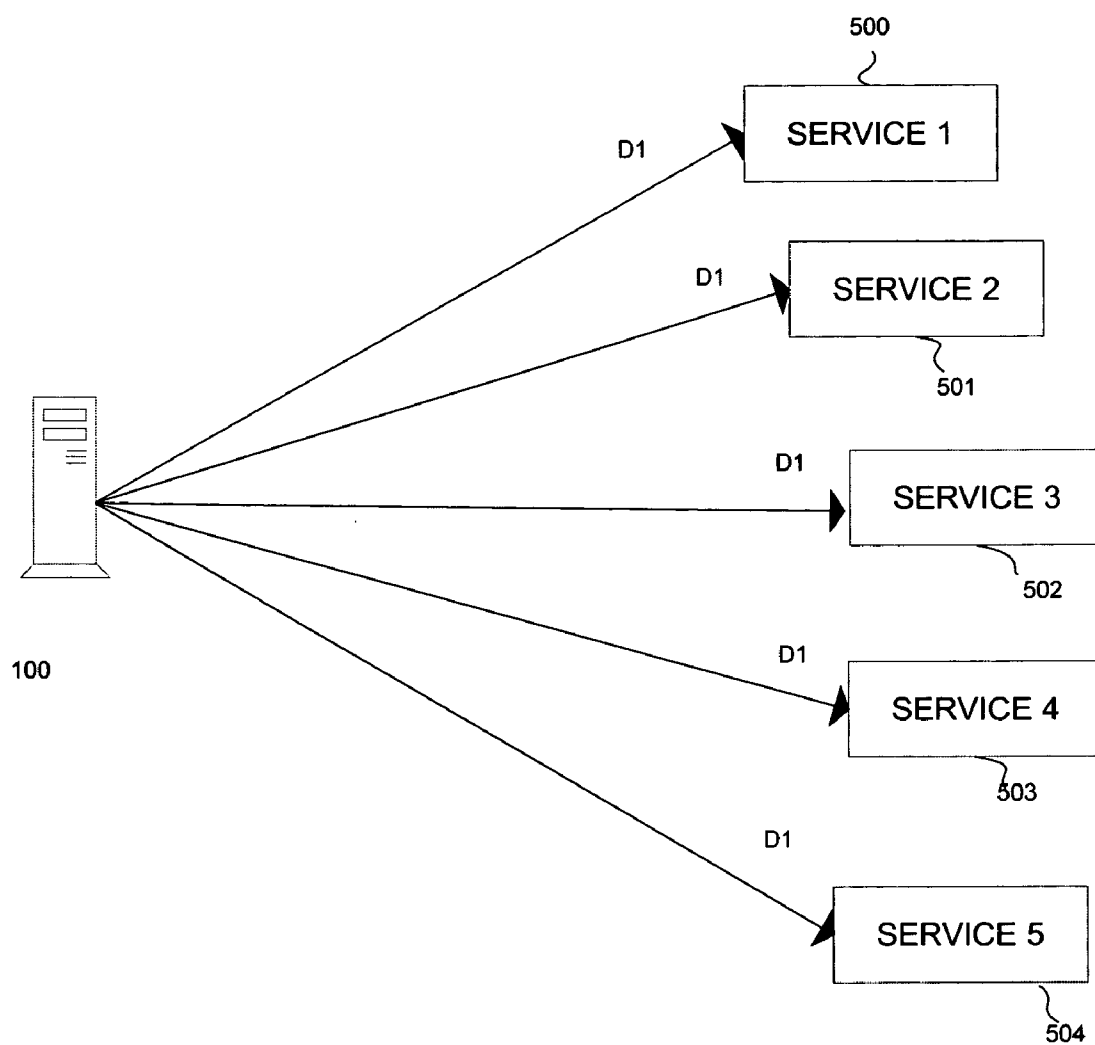 500
SERVICE 1
D1
SERVICE 2
D1
501
D1
SERVICE 3
502
100
D1
SERVICE 4
503
D1
SERVICE 5
504